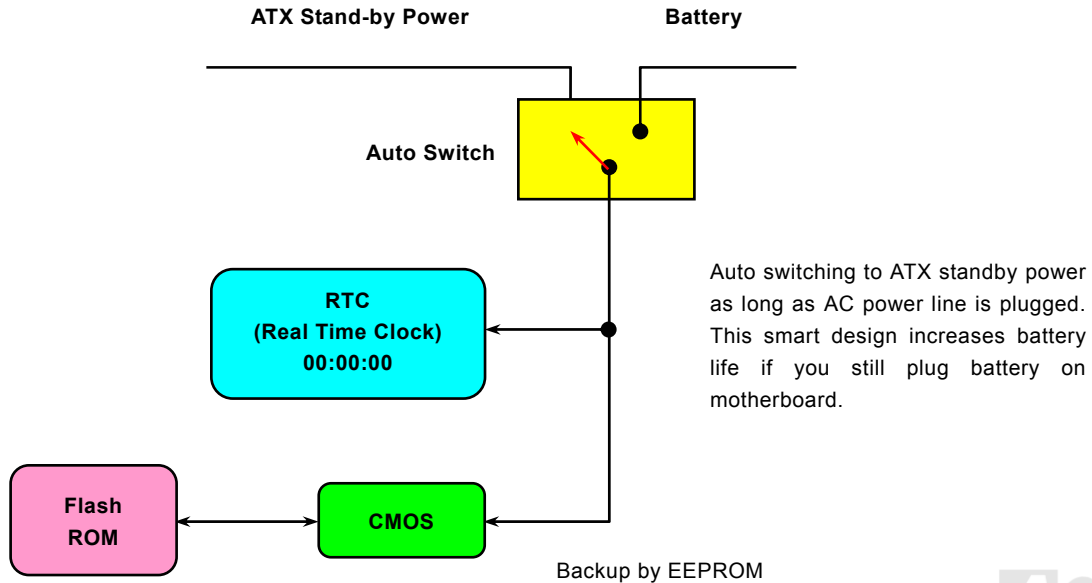 ATX Stand-by Power
Battery
Auto Switch
RTC
(Real Time Clock)
00:00:00
Auto switching to ATX standby power
as long as AC power line is plugged.
This smart design increases battery
life if you still plug battery on
motherboard.
Flash
ROM
CMOS
Backup by EEPROM